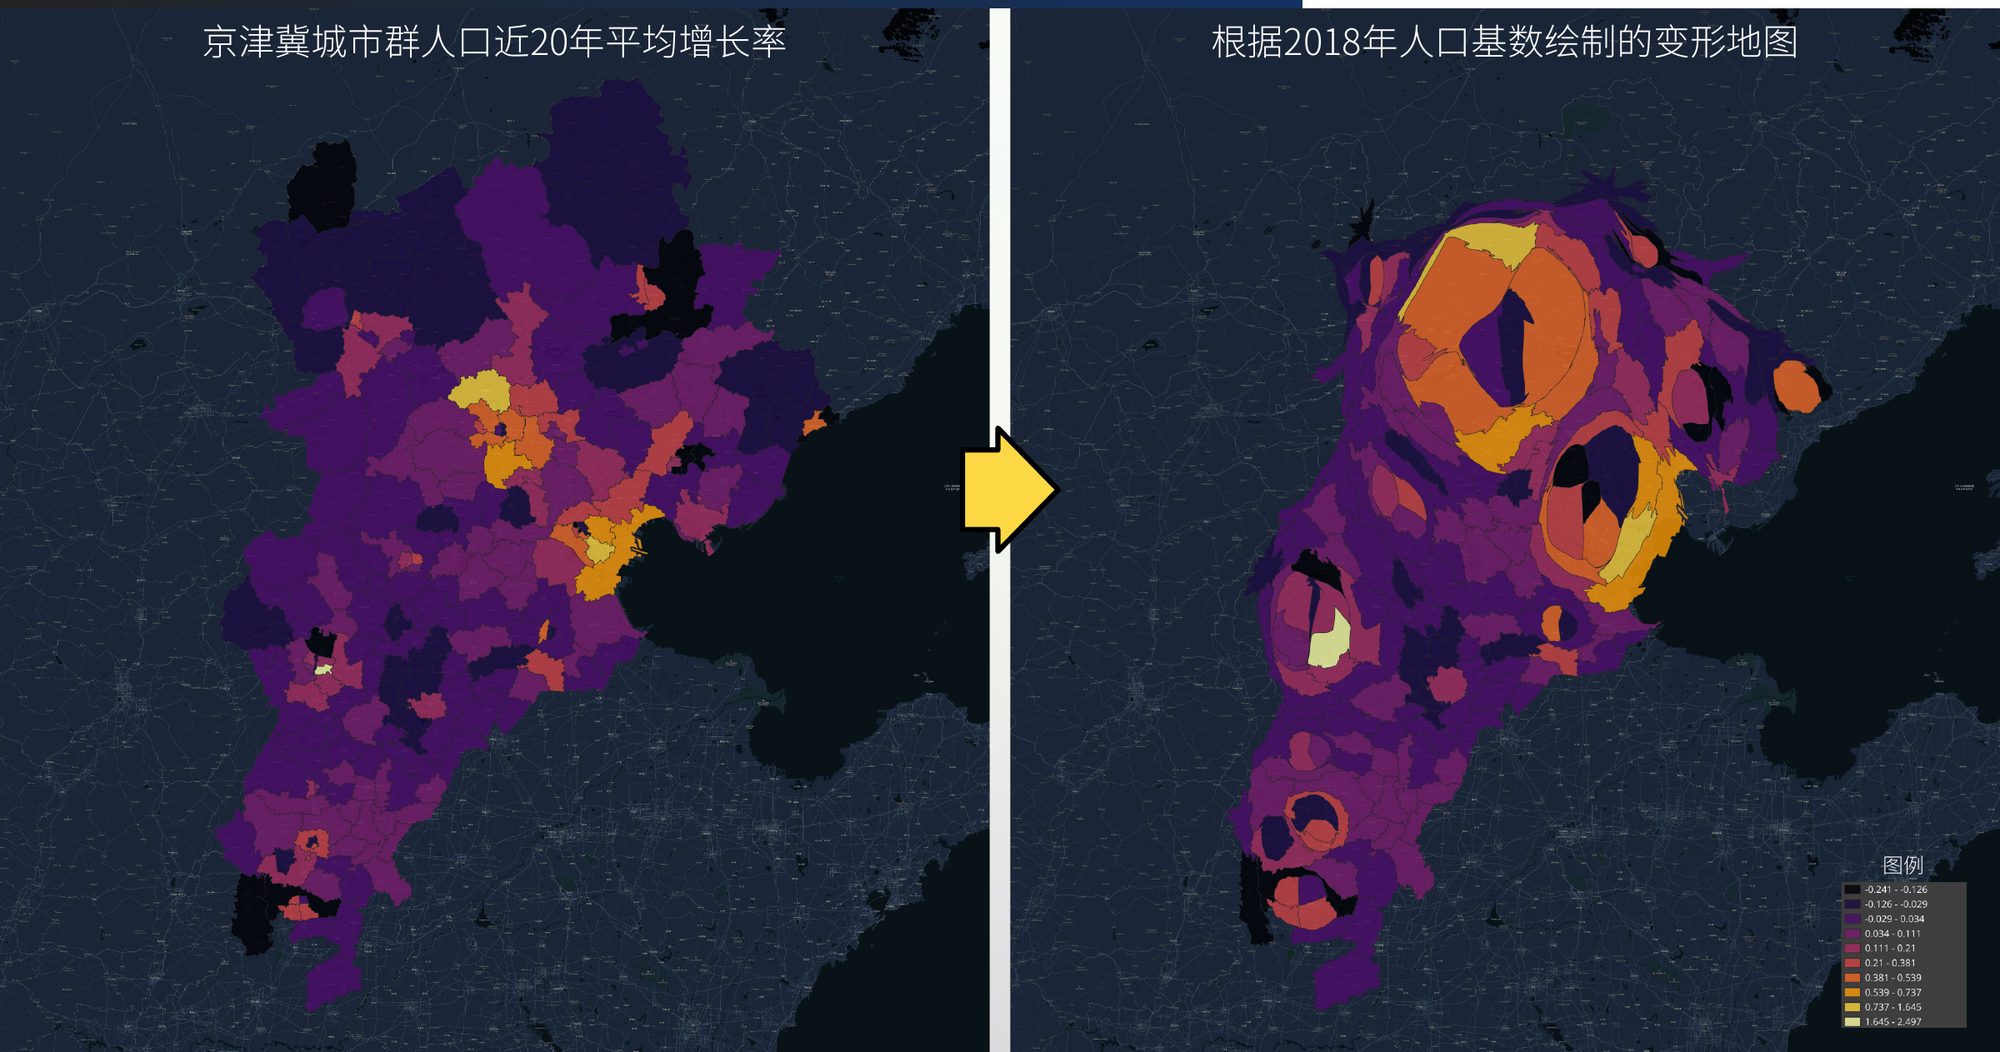 京津冀城市群人口近20年平均增长率
根据2018年人口基数绘制的变形地图
图例
-0.241 - -0.126
-0.126 - -0.029
-0.029 - 0.034
0.034 - 0.111
0.111 - 0.21
0.21 - 0.381
0.381 - 0.539
0.539 - 0.737
0.737 - 1.645
1.645 - 2.497